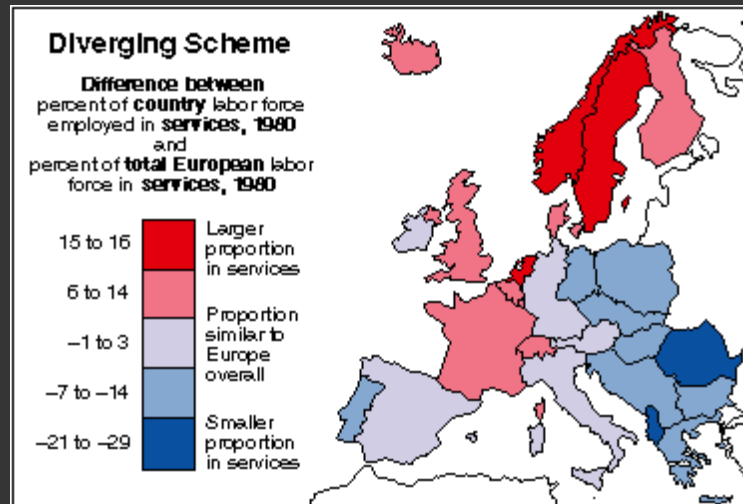 Diverging Scheme
Difference between
percent of country labor force
employed in services, 1980
and
percent of total European labor
force in services, 1980
15 to 16
6 to 14
−1 to 3
−7 to −14
−21 to −29
Larger
proportion
in services
Proportion
similar to
Europe
overall
Smaller
proportion
in services